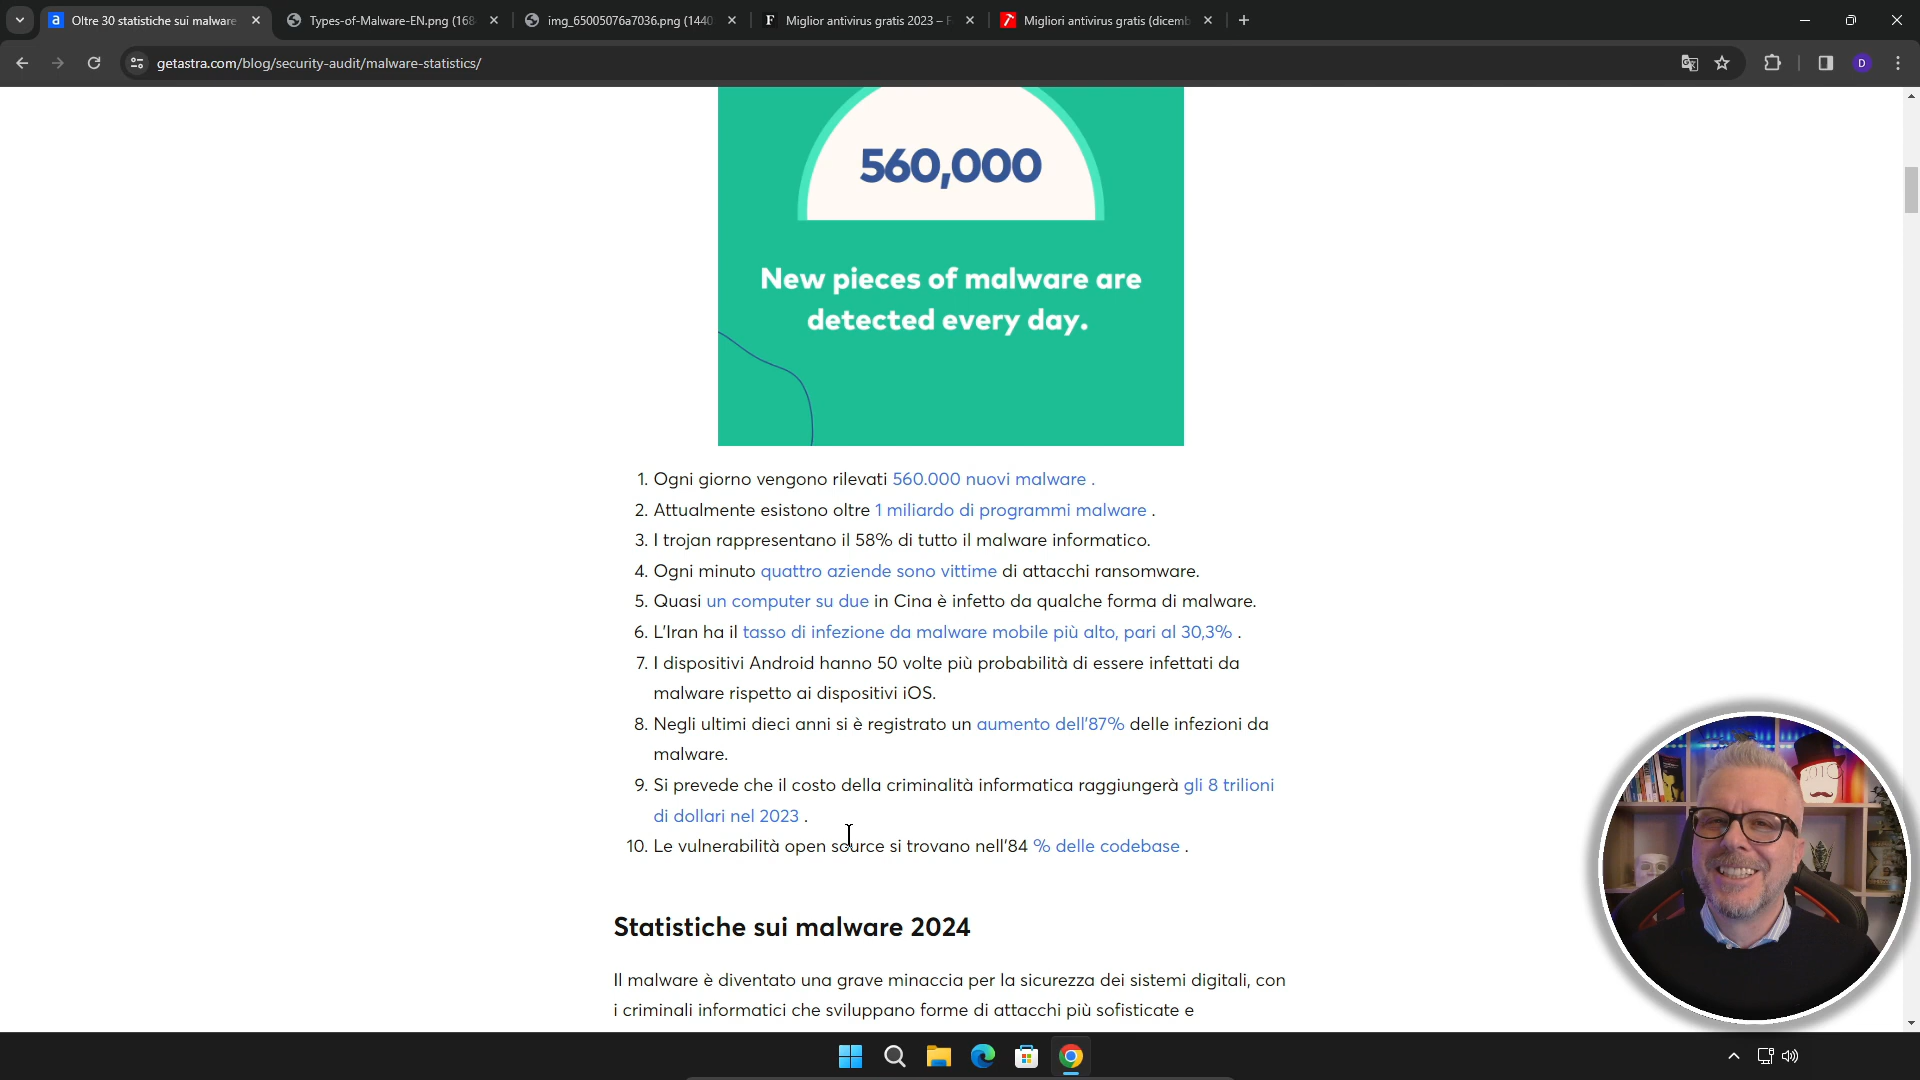 Oltre 30 statistiche sui malware
Types-of-Malware-EN.png (168
img_65005076a7036.png (1440
Miglior antivirus gratis 2023 –
Migliori antivirus gratis (dicemb
getastra.com/blog/security-audit/malware-statistics/
D
560,000
New pieces of malware are
detected every day.
1. Ogni giorno vengono rilevati 560.000 nuovi malware .
2. Attualmente esistono oltre 1 miliardo di programmi malware .
3. I trojan rappresentano il 58% di tutto il malware informatico.
4. Ogni minuto quattro aziende sono vittime di attacchi ransomware.
5. Quasi un computer su due in Cina è infetto da qualche forma di malware.
6. L'Iran ha il tasso di infezione da malware mobile più alto, pari al 30,3% .
7. I dispositivi Android hanno 50 volte più probabilità di essere infettati da
malware rispetto ai dispositivi iOS.
8. Negli ultimi dieci anni si è registrato un aumento dell'87% delle infezioni da
malware.
9. Si prevede che il costo della criminalità informatica raggiungerà gli 8 trilioni
di dollari nel 2023 .
10. Le vulnerabilità open source si trovano nell'84 % delle codebase .
Statistiche sui malware 2024
Il malware è diventato una grave minaccia per la sicurezza dei sistemi digitali, con
i criminali informatici che sviluppano forme di attacchi più sofisticate e